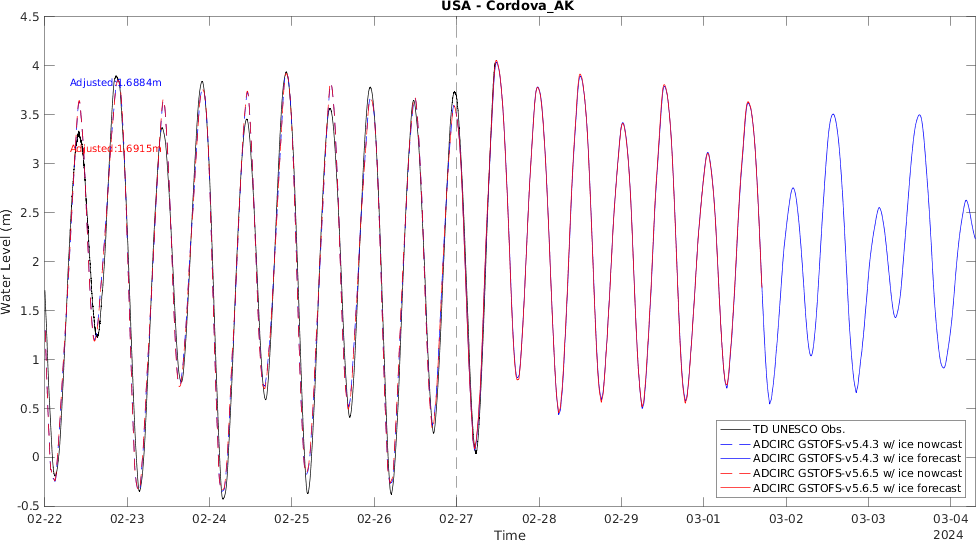 USA - Cordova_AK
4.5
4
3.5
3
2.5
2
1.5
1
0.5
0
-0.5
Water Level (m)
Adjusted:1.6884m
Adjusted:1.6915m
TD UNESCO Obs.
ADCIRC GSTOFS-v5.4.3 w/ ice nowcast
ADCIRC GSTOFS-v5.4.3 w/ ice forecast
ADCIRC GSTOFS-v5.6.5 w/ ice nowcast
ADCIRC GSTOFS-v5.6.5 w/ ice forecast
02-22 02-23 02-24 02-25 02-26 02-27 02-28 02-29 03-01 03-02 03-03 03-04
Time 2024